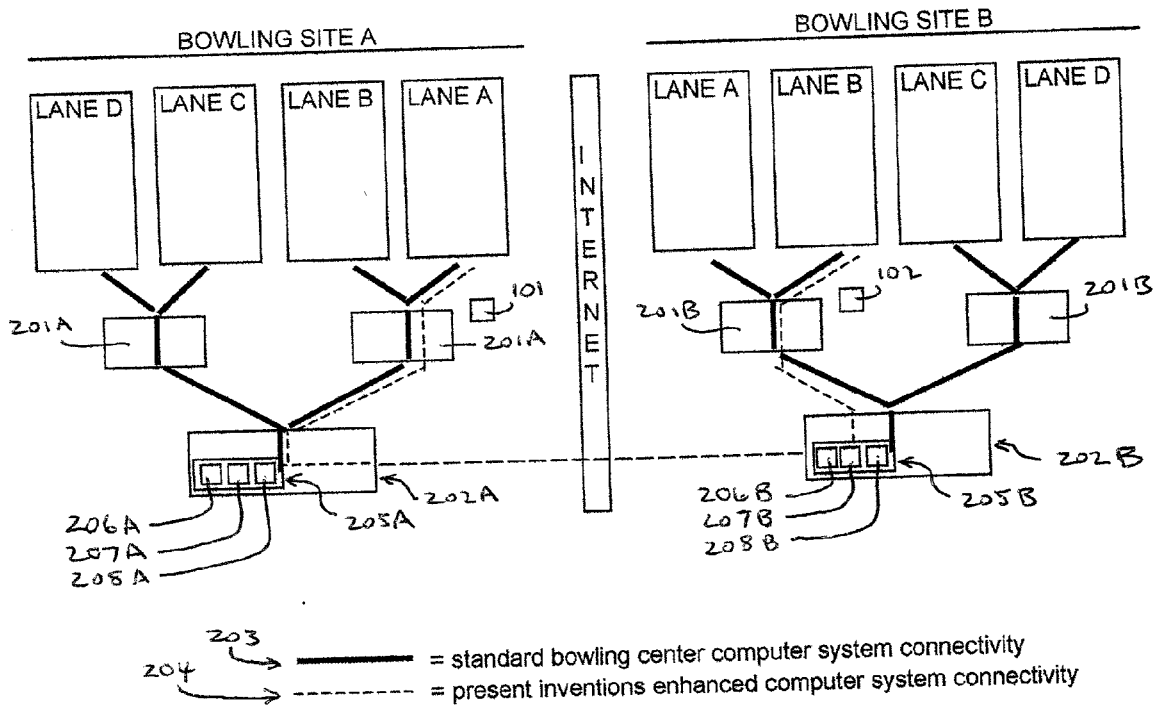 BOWLING SITE A
BOWLING SITE B
LANE D
LANE C
LANE B
LANE A
INTERNET
LANE A
LANE B
LANE C
LANE D
101
102
201A
201A
201B
201B
202A
202B
205A
205B
206A
207A
208A
206B
207B
208B
203
= standard bowling center computer system connectivity
204
= present inventions enhanced computer system connectivity